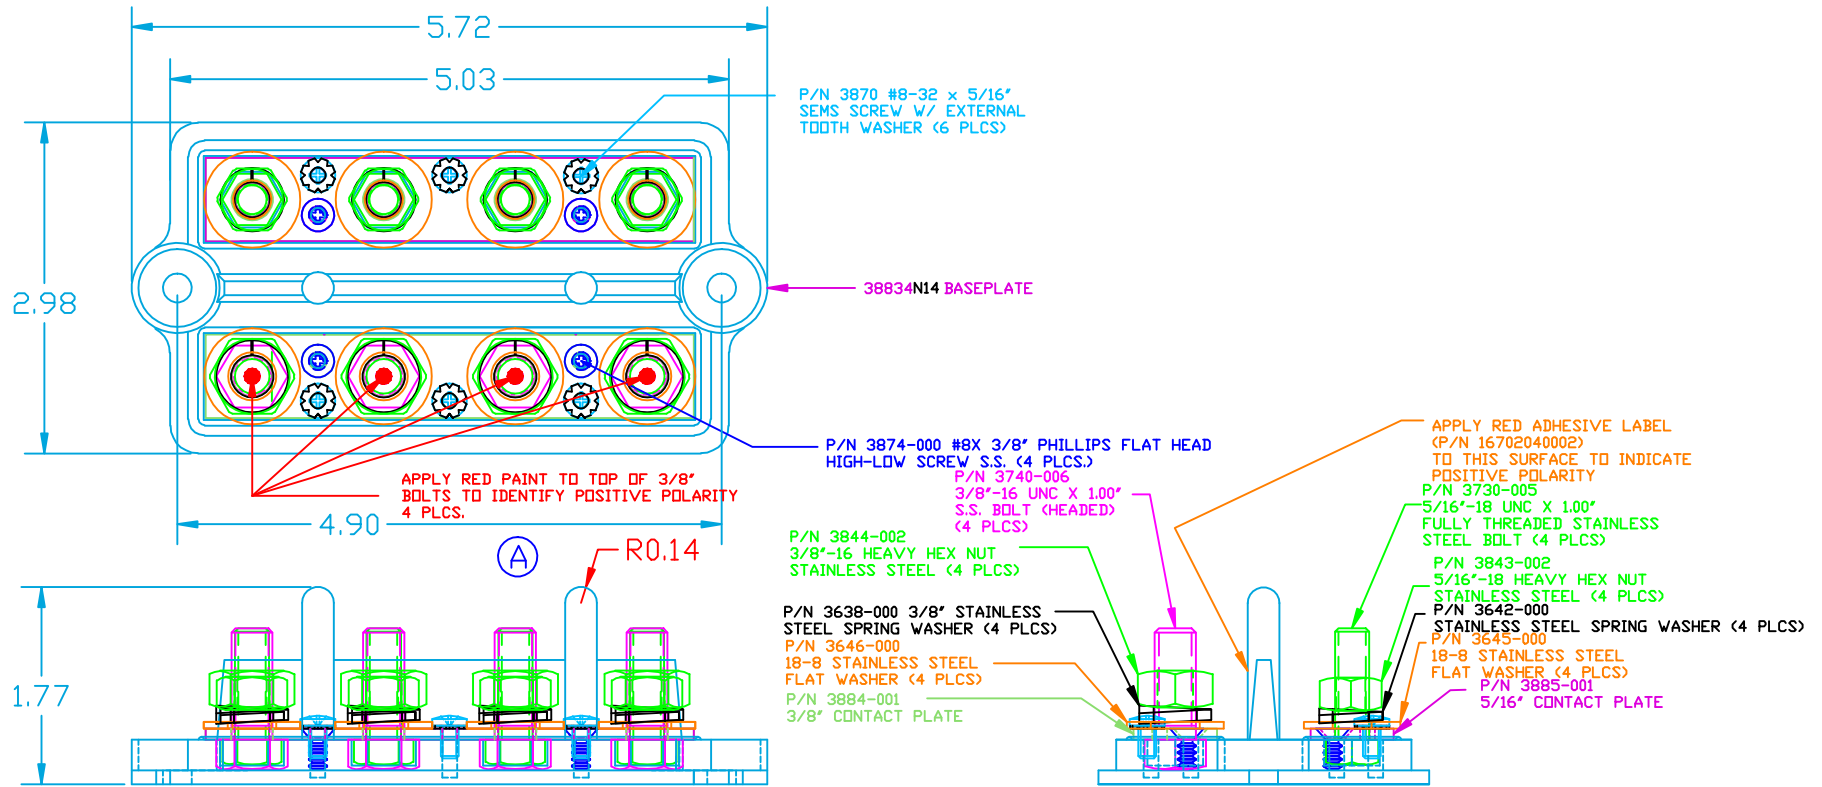 5.72
5.03
P/N 3870 #8-32 x 5/16"
SEMS SCREW W/ EXTERNAL
TOOTH WASHER (6 PLCS)
2.98
38834N14 BASEPLATE
P/N 3874-000 #8X 3/8" PHILLIPS FLAT HEAD
HIGH-LOW SCREW S.S. (4 PLCS.)
APPLY RED PAINT TO TOP OF 3/8"
BOLTS TO IDENTIFY POSITIVE POLARITY
4 PLCS.
4.90
A
R0.14
1.77
P/N 3740-006
3/8"-16 UNC X 1.00"
S.S. BOLT (HEADED)
(4 PLCS)
P/N 3844-002
3/8"-16 HEAVY HEX NUT
STAINLESS STEEL (4 PLCS)
P/N 3638-000 3/8" STAINLESS
STEEL SPRING WASHER (4 PLCS)
P/N 3646-000
18-8 STAINLESS STEEL
FLAT WASHER (4 PLCS)
P/N 3884-001
3/8" CONTACT PLATE
APPLY RED ADHESIVE LABEL
(P/N 16702040002)
TO THIS SURFACE TO INDICATE
POSITIVE POLARITY
P/N 3730-005
5/16"-18 UNC X 1.00"
FULLY THREADED STAINLESS
STEEL BOLT (4 PLCS)
P/N 3843-002
5/16"-18 HEAVY HEX NUT
STAINLESS STEEL (4 PLCS)
P/N 3642-000
STAINLESS STEEL SPRING WASHER (4 PLCS)
P/N 3645-000
18-8 STAINLESS STEEL
FLAT WASHER (4 PLCS)
P/N 3885-001
5/16" CONTACT PLATE